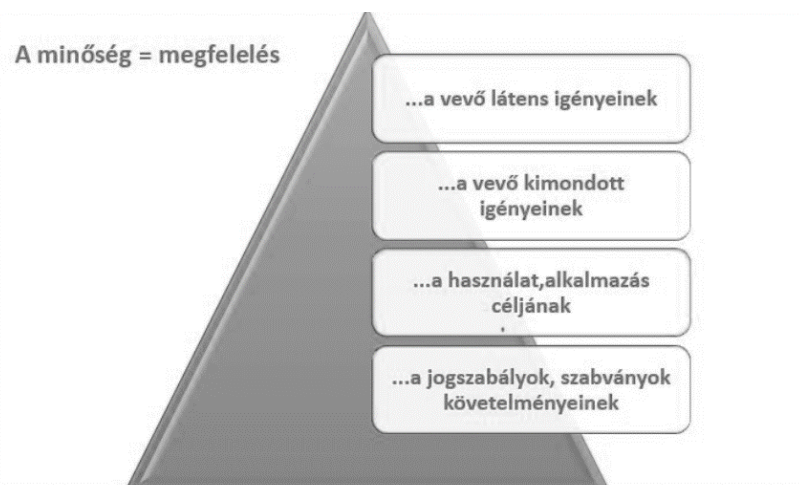 A minőség = megfelelés
...a vevő látens igényeinek
...a vevő kimondott
igényeinek
...a használat,alkalmazás
céljának
...a jogszabályok, szabványok
követelményeinek